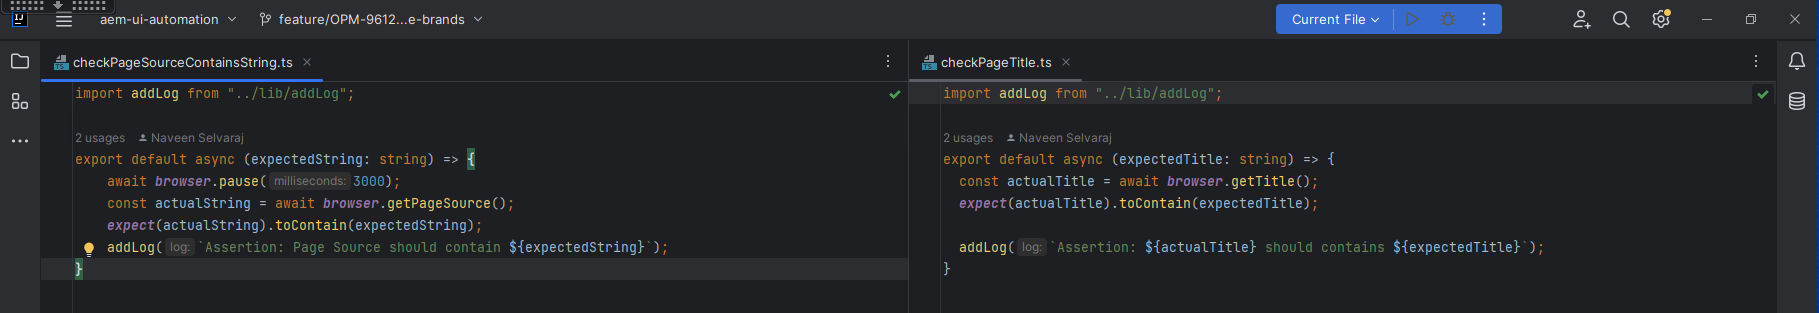 IJ
aem-ui-automation
feature/OPM-9612...e-brands
Current File
checkPageSourceContainsString.ts
import addLog from "../lib/addLog";
2 usages Naveen Selvaraj
export default async (expectedString: string) => {
await browser.pause( milliseconds: 3000);
const actualString = await browser.getPageSource();
expect(actualString).toContain(expectedString);
addLog( log: `Assertion: Page Source should contain ${expectedString}`);
}
checkPageTitle.ts
import addLog from "../lib/addLog";
2 usages Naveen Selvaraj
export default async (expectedTitle: string) => {
const actualTitle = await browser.getTitle();
expect(actualTitle).toContain(expectedTitle);
addLog( log: `Assertion: ${actualTitle} should contains ${expectedTitle}`);
}